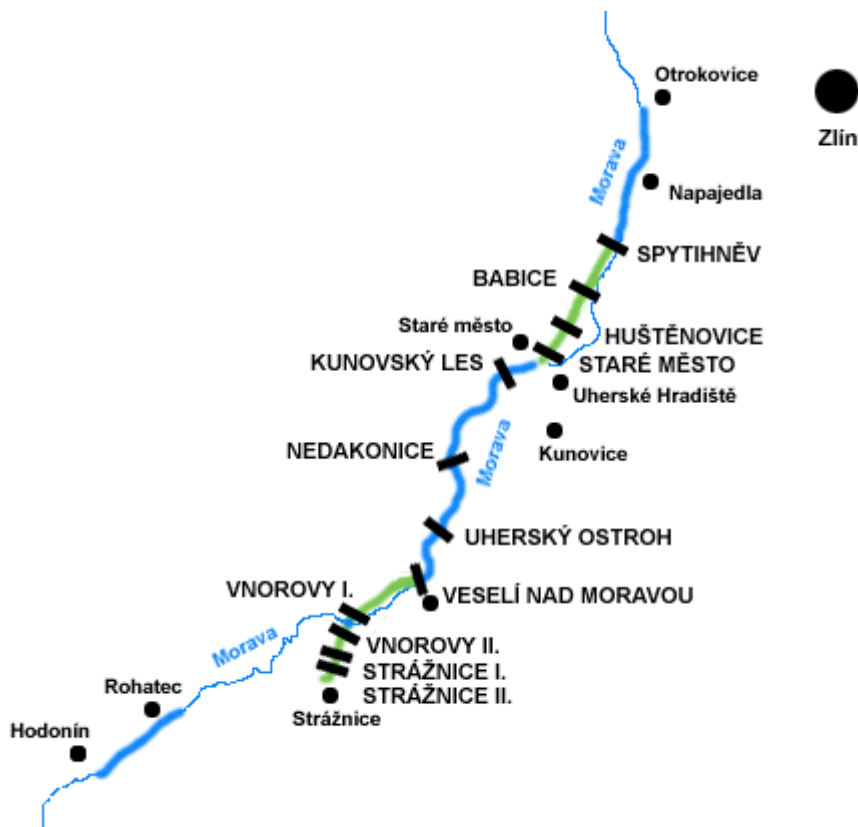 Otrokovice
Zlín
Morava
Napajedla
SPYTIHNĚV
BABICE
Staré město
HUŠTĚNOVICE
KUNOVSKÝ LES
STARÉ MĚSTO
Uherské Hradiště
Kunovice
NEDAKONICE
Morava
UHERSKÝ OSTROH
VNOROVY I.
VESELÍ NAD MORAVOU
Morava
VNOROVY II.
STRÁŽNICE I.
Rohatec
STRÁŽNICE II.
Strážnice
Hodonín